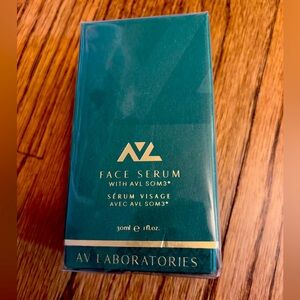 AVL
FACE SERUM
WITH AVL SOM3*
SÉRUM VISAGE
AVEC AVL SOM3*
30ml e 1fl.oz.
AV LABORATORIES